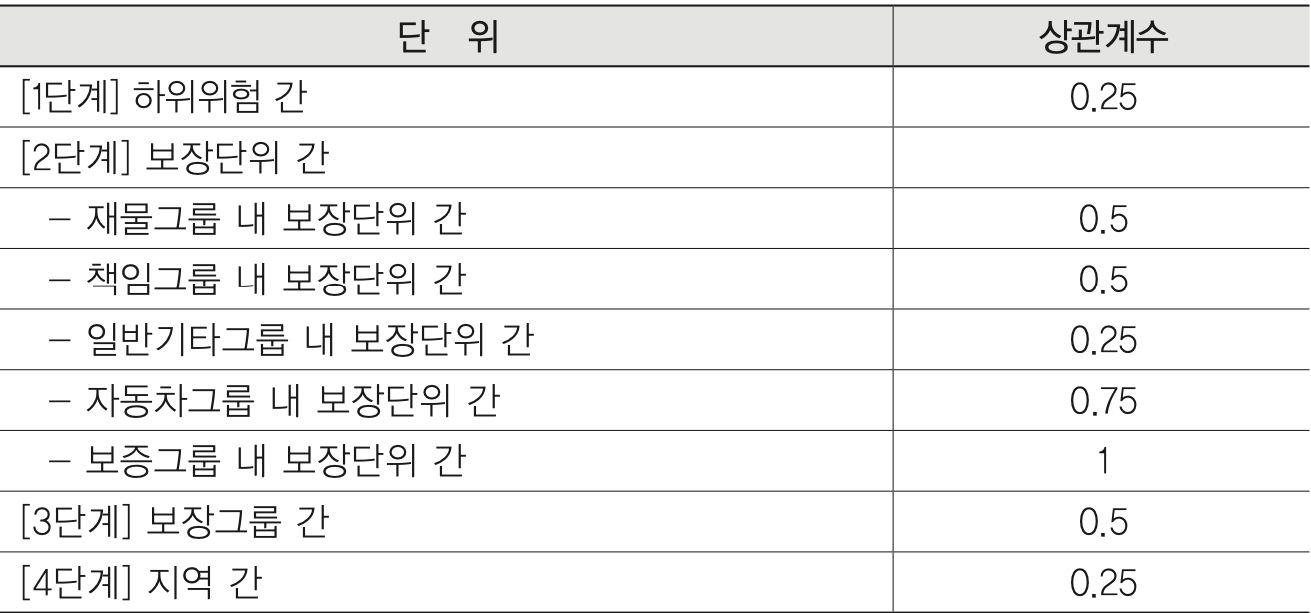 단 위 상관계수
[1단계] 하위위험 간 0.25
[2단계] 보장단위 간
- 재물그룹 내 보장단위 간 0.5
- 책임그룹 내 보장단위 간 0.5
- 일반기타그룹 내 보장단위 간 0.25
- 자동차그룹 내 보장단위 간 0.75
- 보증그룹 내 보장단위 간 1
[3단계] 보장그룹 간 0.5
[4단계] 지역 간 0.25